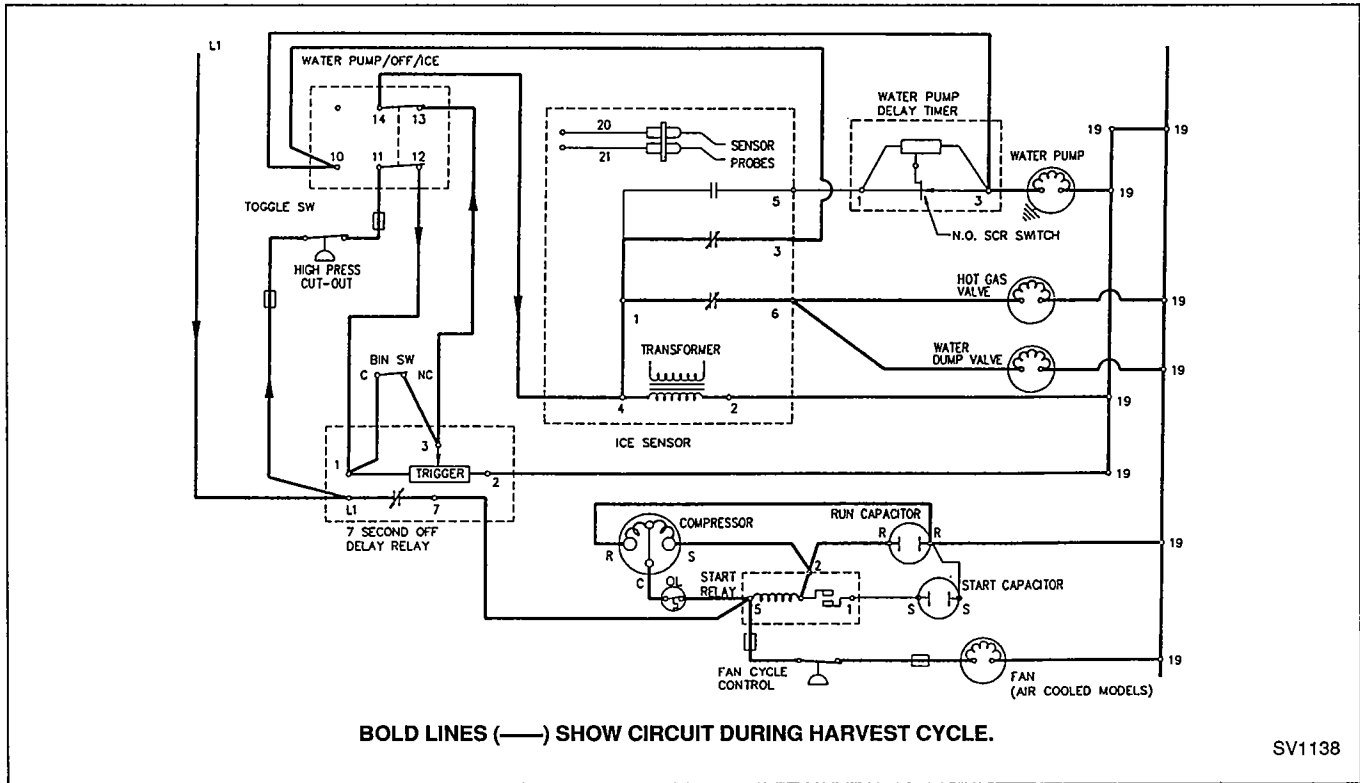 L1
WATER PUMP/OFF/ICE
14 13
10 11 12
TOGGLE SW
HIGH PRESS
CUT-OUT
BIN SW
C NC
3
1 TRIGGER 2
L1 7
7 SECOND OFF
DELAY RELAY
20
21
SENSOR
PROBES
5
3
1 6
TRANSFORMER
4 2
ICE SENSOR
WATER PUMP
DELAY TIMER
1 3
N.O. SCR SWITCH
WATER PUMP
19 19
19
HOT GAS
VALVE
19
WATER
DUMP VALVE
19
19
19
COMPRESSOR
R S
C
OL
START
RELAY
2
5 1
RUN CAPACITOR
R R
19
START CAPACITOR
S S
FAN CYCLE
CONTROL
FAN
(AIR COOLED MODELS)
19
BOLD LINES (——) SHOW CIRCUIT DURING HARVEST CYCLE.
SV1138